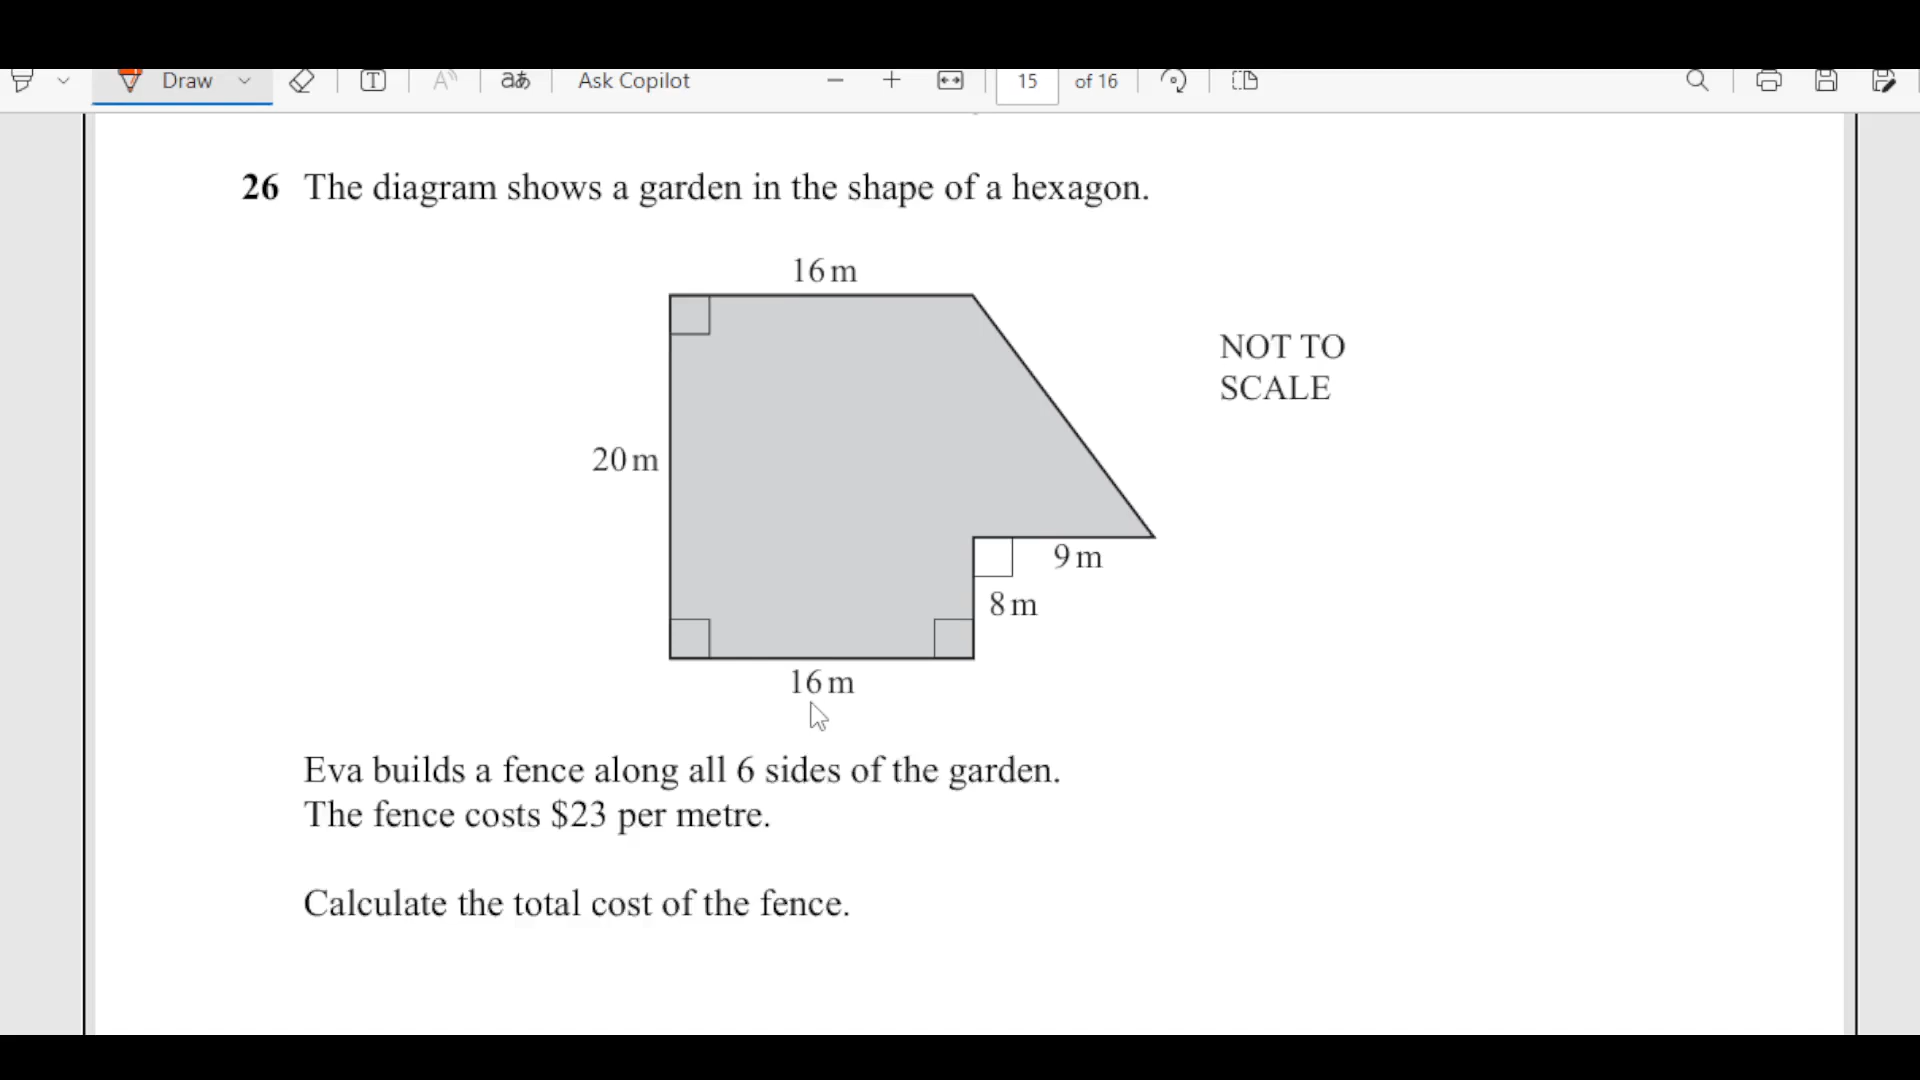 Draw T A aあ Ask Copilot 15 of 16
26 The diagram shows a garden in the shape of a hexagon.
16 m
NOT TO
SCALE
20 m
9 m
8 m
16 m
Eva builds a fence along all 6 sides of the garden.
The fence costs $23 per metre.
Calculate the total cost of the fence.